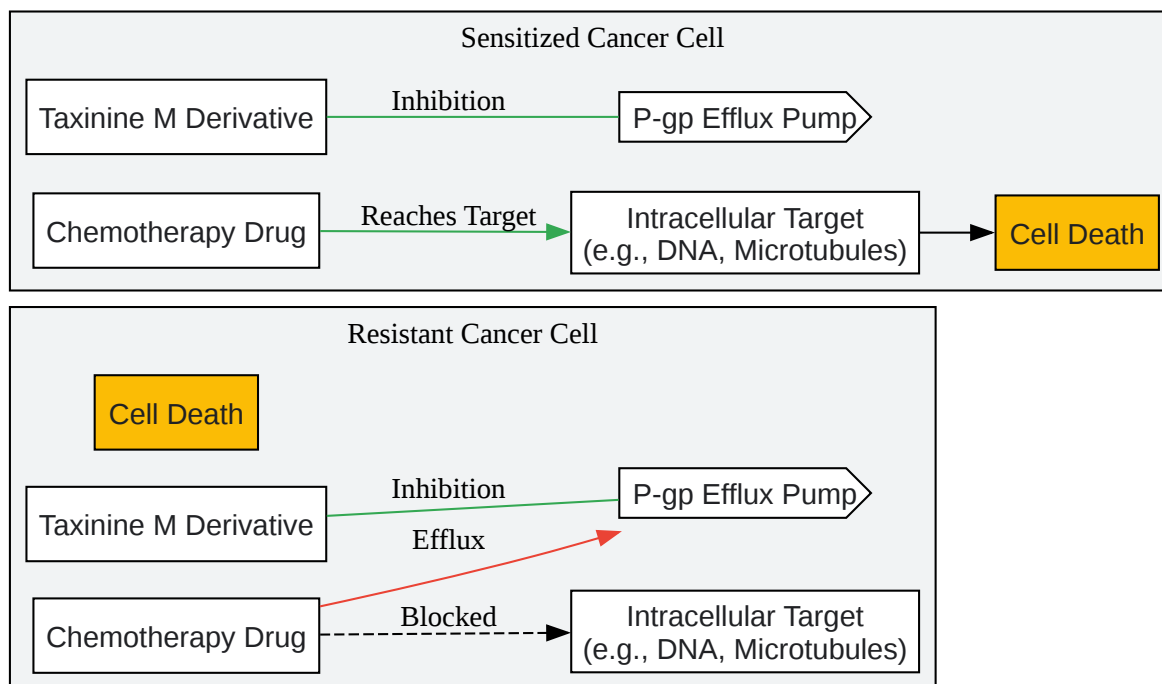 Sensitized Cancer Cell
Taxinine M Derivative
Inhibition
P-gp Efflux Pump
Chemotherapy Drug
Reaches Target
Intracellular Target
(e.g., DNA, Microtubules)
Cell Death
Resistant Cancer Cell
Cell Death
Taxinine M Derivative
Inhibition
P-gp Efflux Pump
Efflux
Chemotherapy Drug
Blocked
Intracellular Target
(e.g., DNA, Microtubules)